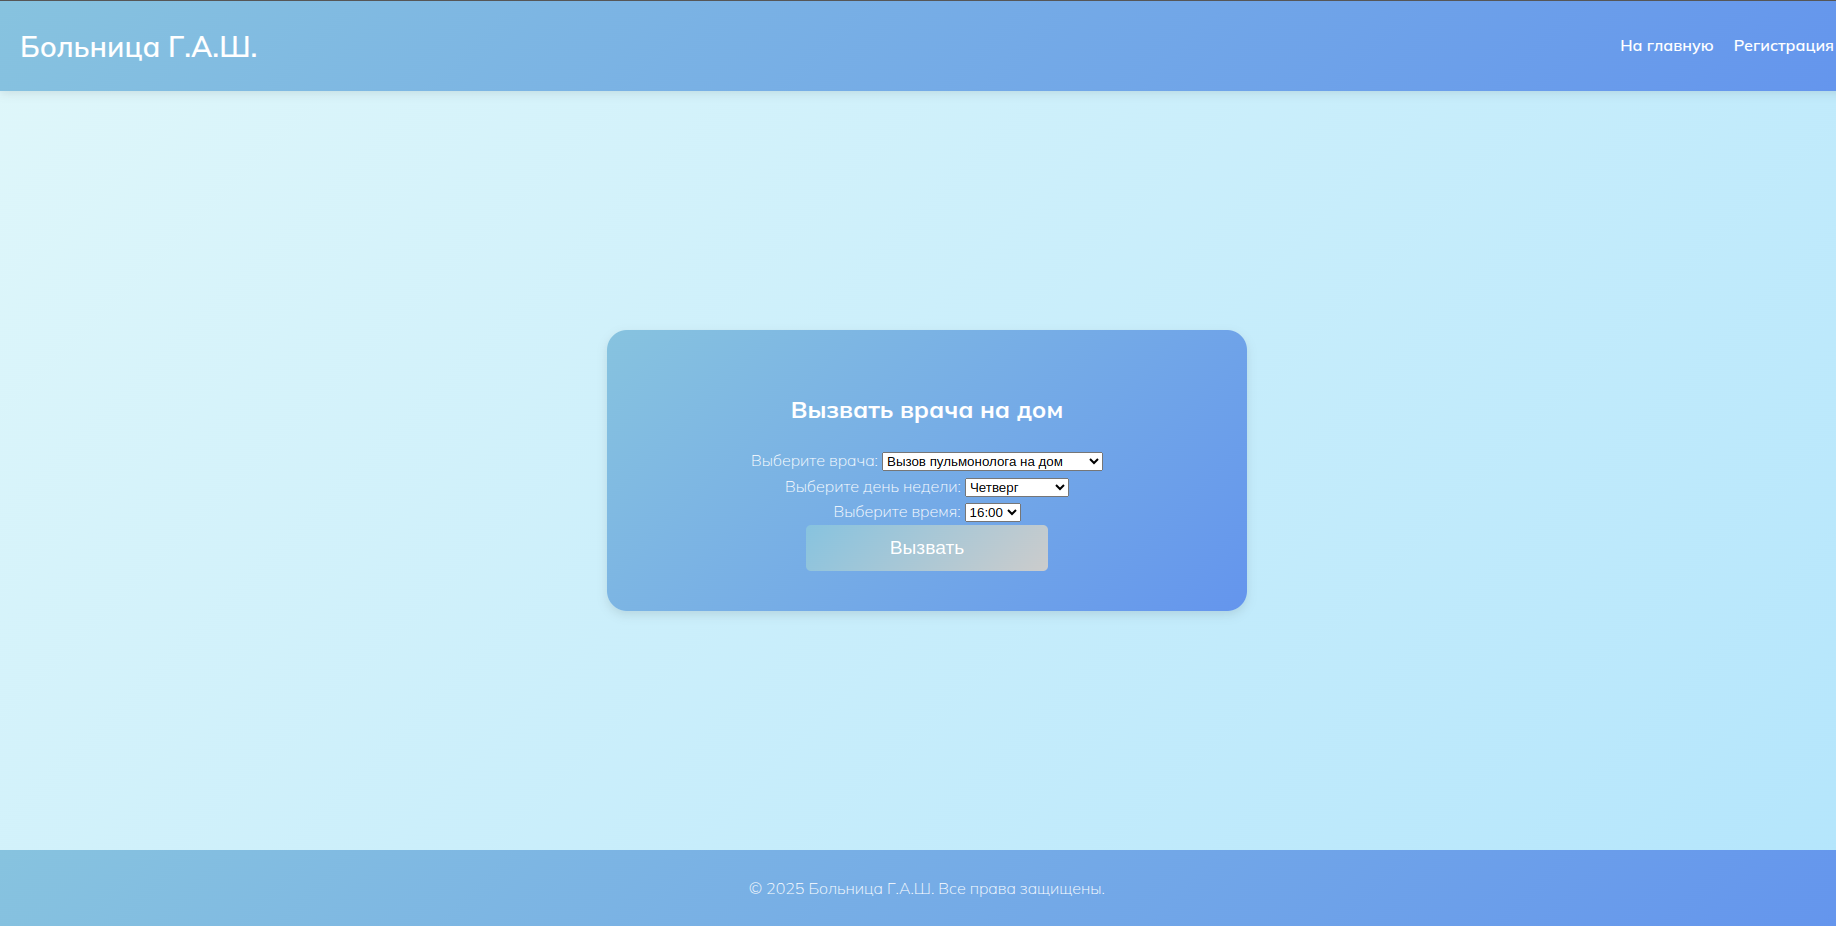 Больница Г.А.Ш.
На главную Регистрация
Вызвать врача на дом
Выберите врача: Вызов пульмонолога на дом
Выберите день недели: Четверг
Выберите время: 16:00
Вызвать
© 2025 Больница Г.А.Ш. Все права защищены.